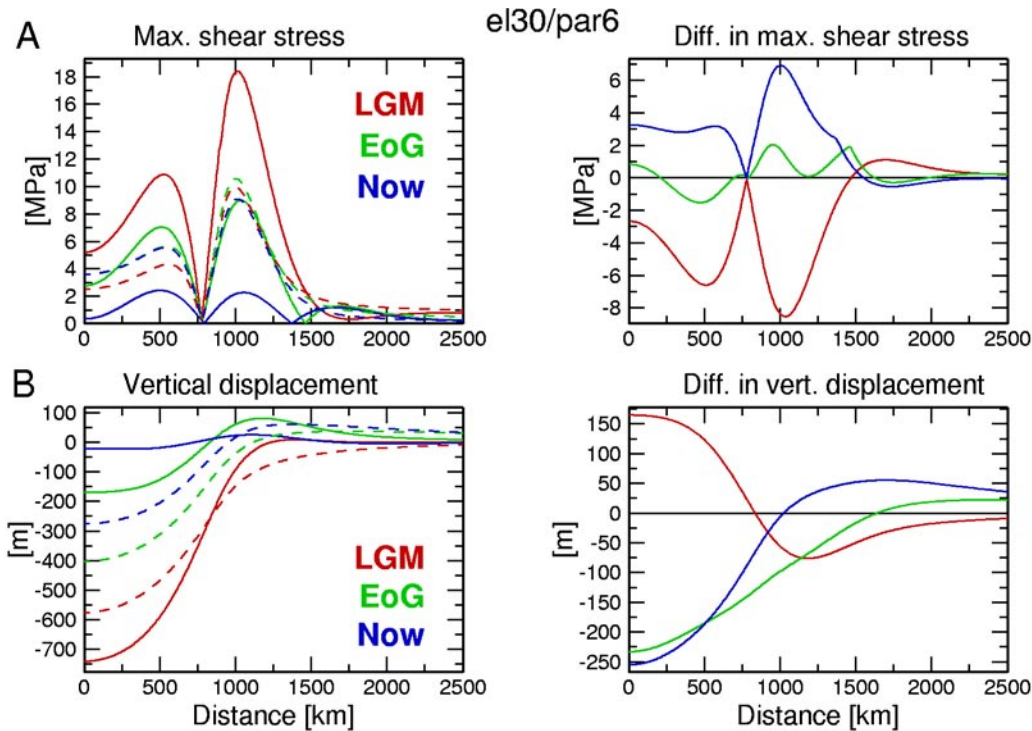 el30/par6
A
Max. shear stress
18
16
14
12
10
8
6
4
2
0
[MPa]
LGM
EoG
Now
0 500 1000 1500 2000 2500
Diff. in max. shear stress
6
4
2
0
-2
-4
-6
-8
[MPa]
0 500 1000 1500 2000 2500
B
Vertical displacement
100
0
-100
-200
-300
-400
-500
-600
-700
[m]
LGM
EoG
Now
0 500 1000 1500 2000 2500
Distance [km]
Diff. in vert. displacement
150
100
50
0
-50
-100
-150
-200
-250
[m]
0 500 1000 1500 2000 2500
Distance [km]